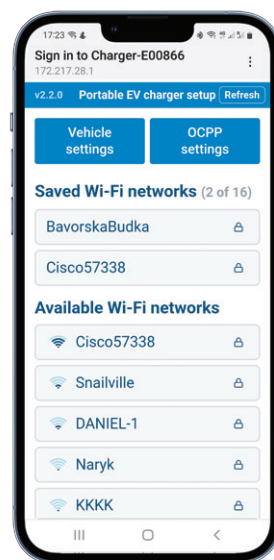 17:23
Sign in to Charger-E00866
172.217.28.1
v2.2.0 Portable EV charger setup Refresh
Vehicle settings
OCPP settings
Saved Wi-Fi networks (2 of 16)
BavorskaBudka
Cisco57338
Available Wi-Fi networks
Cisco57338
Snailville
DANIEL-1
Naryk
KKKK